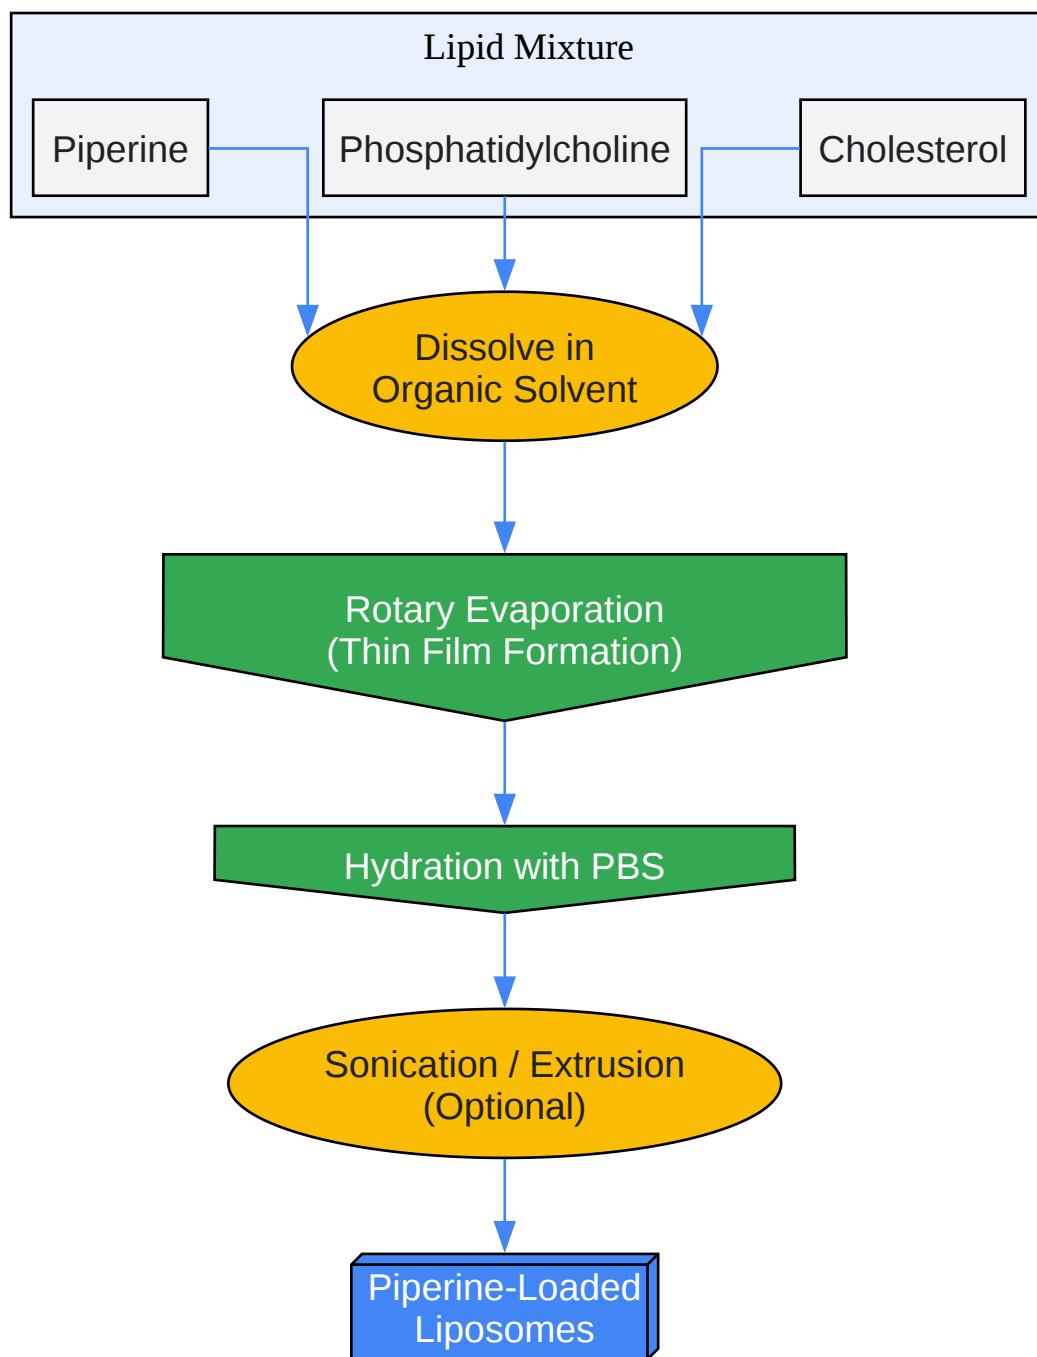 Lipid Mixture
Piperine
Phosphatidylcholine
Cholesterol
Dissolve in
Organic Solvent
Rotary Evaporation
(Thin Film Formation)
Hydration with PBS
Sonication / Extrusion
(Optional)
Piperine-Loaded
Liposomes